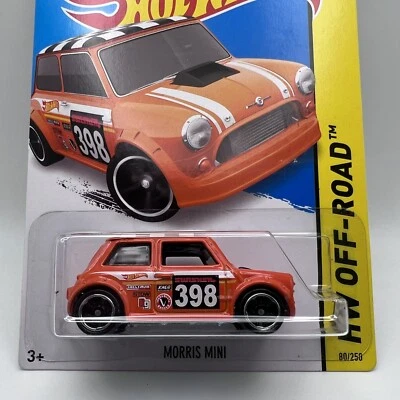 HOT WHEELS
398
HW OFF-ROAD™
398
3+
MORRIS MINI
80/250